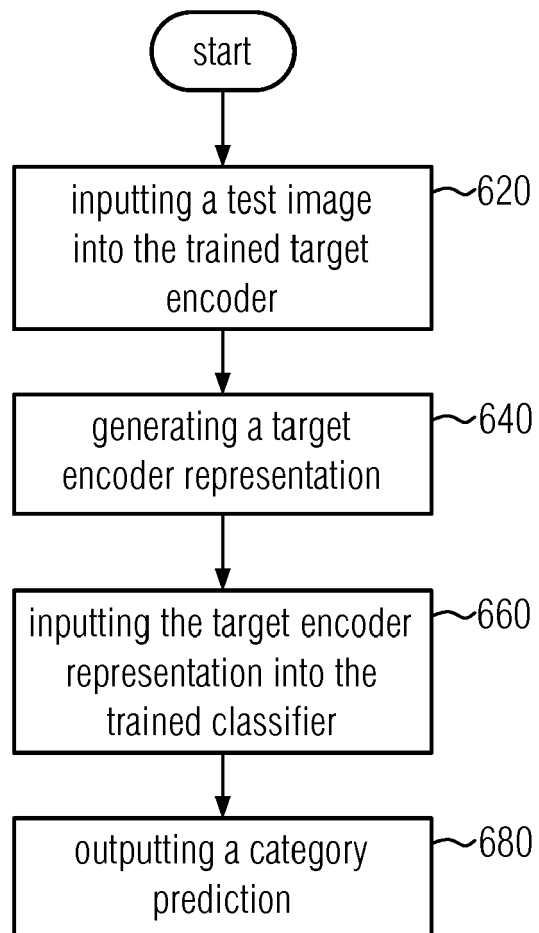 start
inputting a test image
into the trained target
encoder
620
generating a target
encoder representation
640
inputting the target encoder
representation into the
trained classifier
660
outputting a category
prediction
680